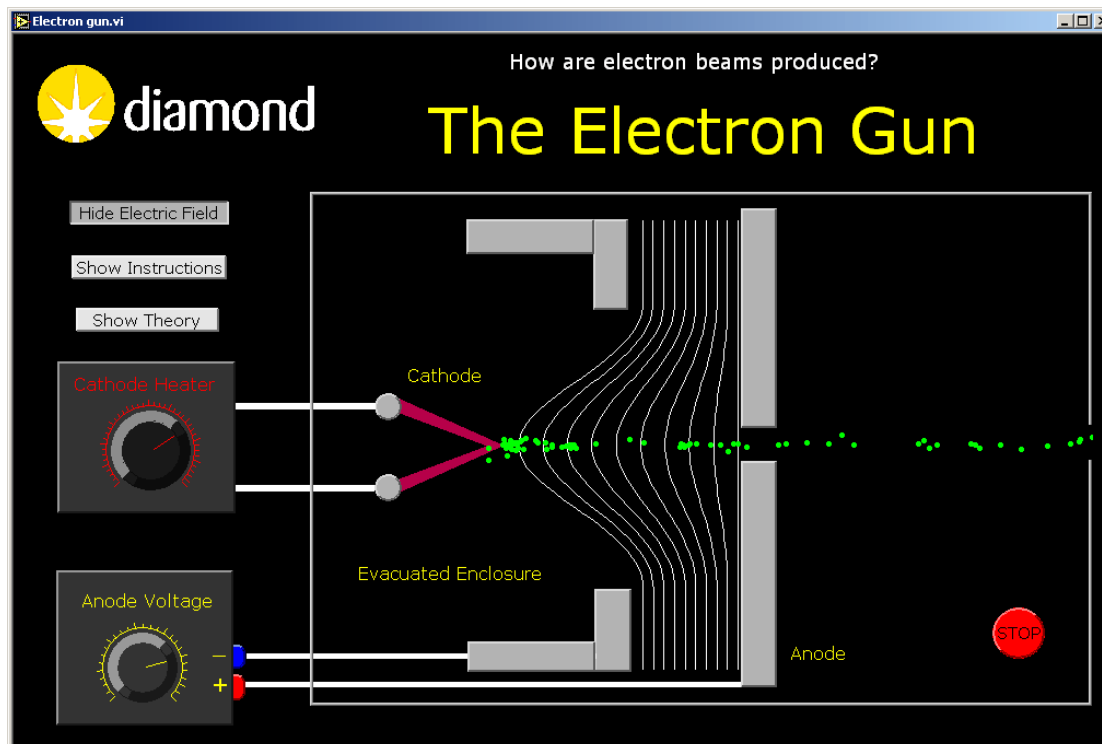 Electron gun.vi
How are electron beams produced?
diamond
The Electron Gun
Hide Electric Field
Show Instructions
Show Theory
Cathode Heater
Cathode
Evacuated Enclosure
Anode Voltage
−
+
Anode
STOP